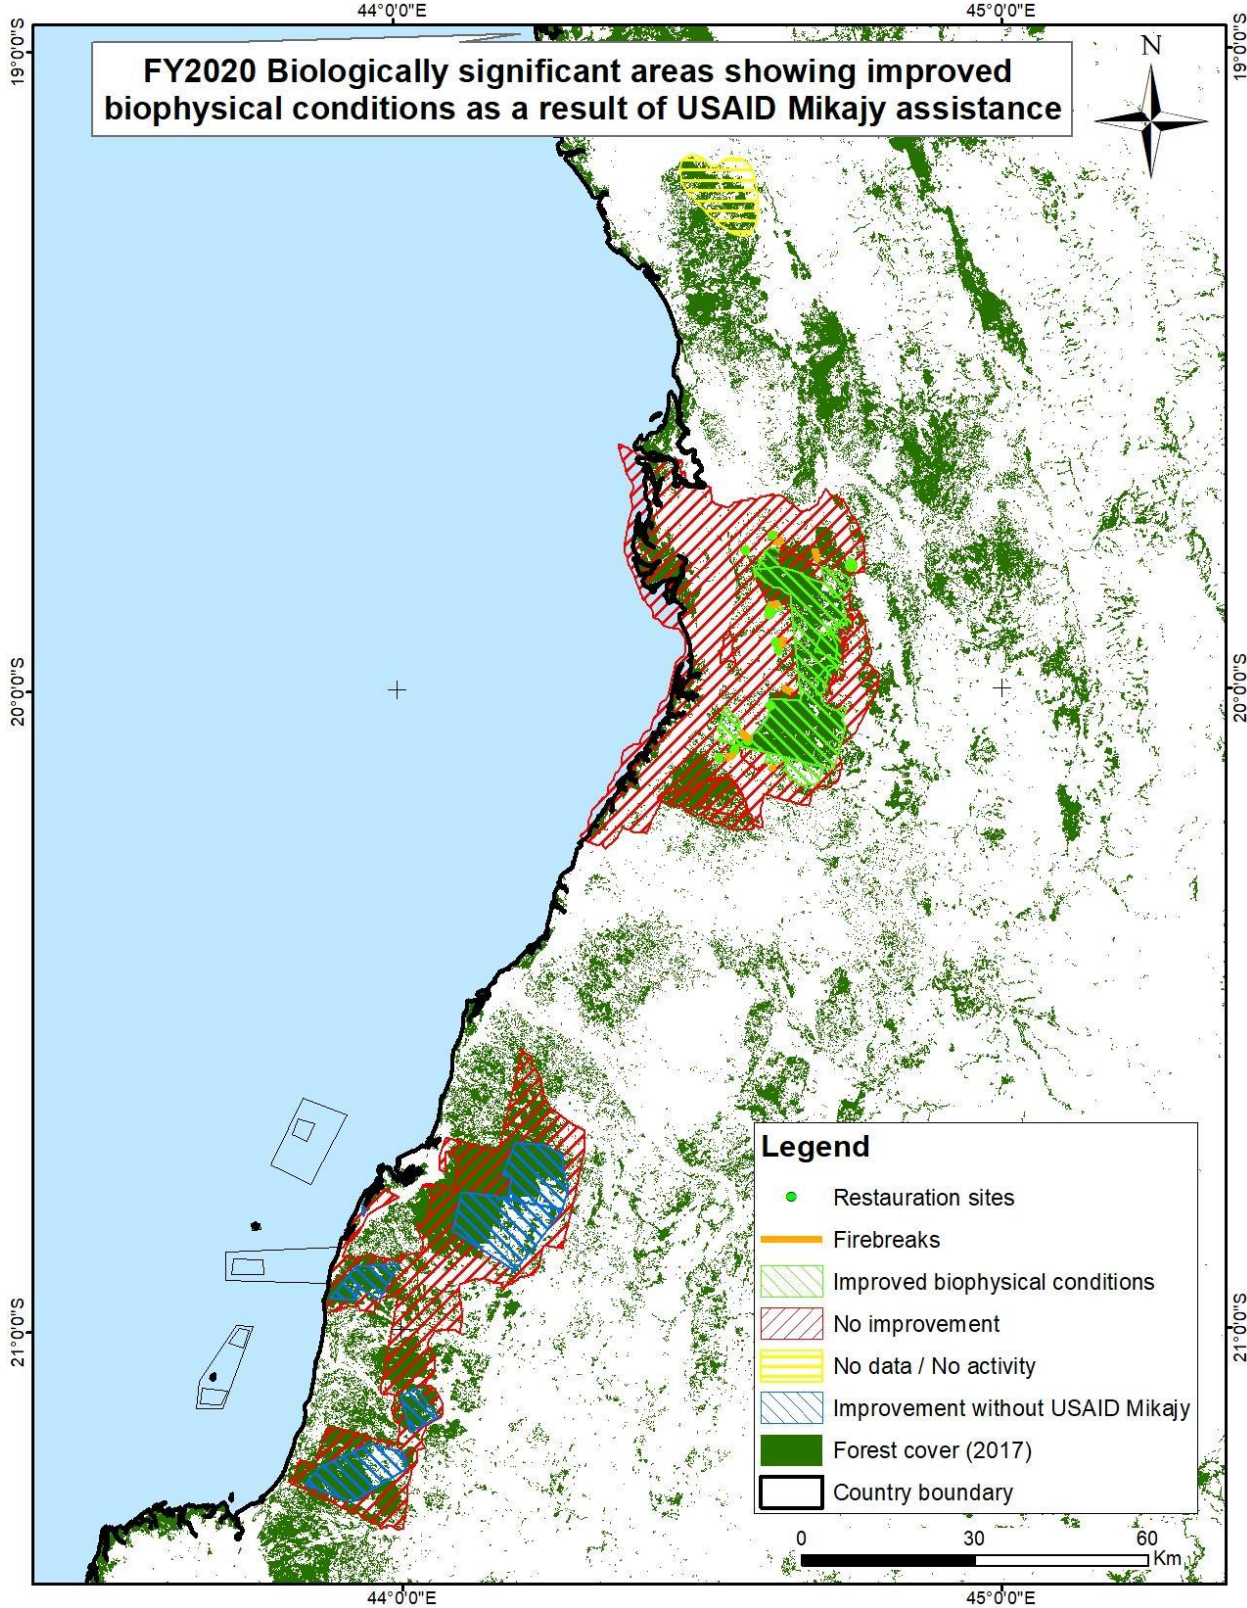 44°0'0"E
45°0'0"E
19°0'0"S
19°0'0"S
FY2020 Biologically significant areas showing improved
biophysical conditions as a result of USAID Mikajy assistance
N
20°0'0"S
20°0'0"S
21°0'0"S
21°0'0"S
Legend
Restauration sites
Firebreaks
Improved biophysical conditions
No improvement
No data / No activity
Improvement without USAID Mikajy
Forest cover (2017)
Country boundary
0 30 60
Km
44°0'0"E
45°0'0"E